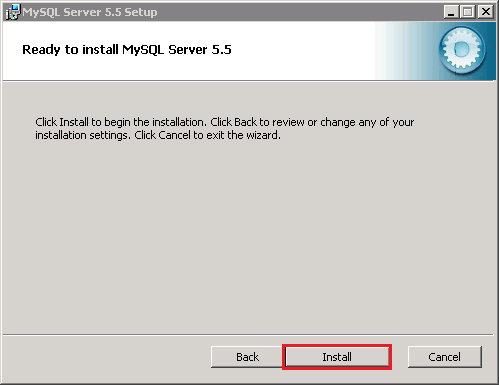 MySQL Server 5.5 Setup
Ready to install MySQL Server 5.5
Click Install to begin the installation. Click Back to review or change any of your
installation settings. Click Cancel to exit the wizard.
Back Install Cancel